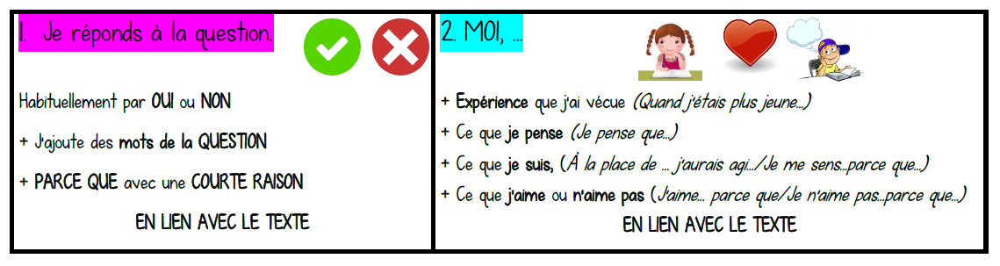 1. Je réponds à la question.
Habituellement par OUI ou NON
+ J'ajoute des mots de la QUESTION
+ PARCE QUE avec une COURTE RAISON
EN LIEN AVEC LE TEXTE
2. MOI, ...
+ Expérience que j'ai vécue (Quand j'étais plus jeune...)
+ Ce que je pense (Je pense que...)
+ Ce que je suis, (À la place de ... j'aurais agi.../Je me sens...parce que...)
+ Ce que j'aime ou n'aime pas (J'aime... parce que/Je n'aime pas...parce que...)
EN LIEN AVEC LE TEXTE